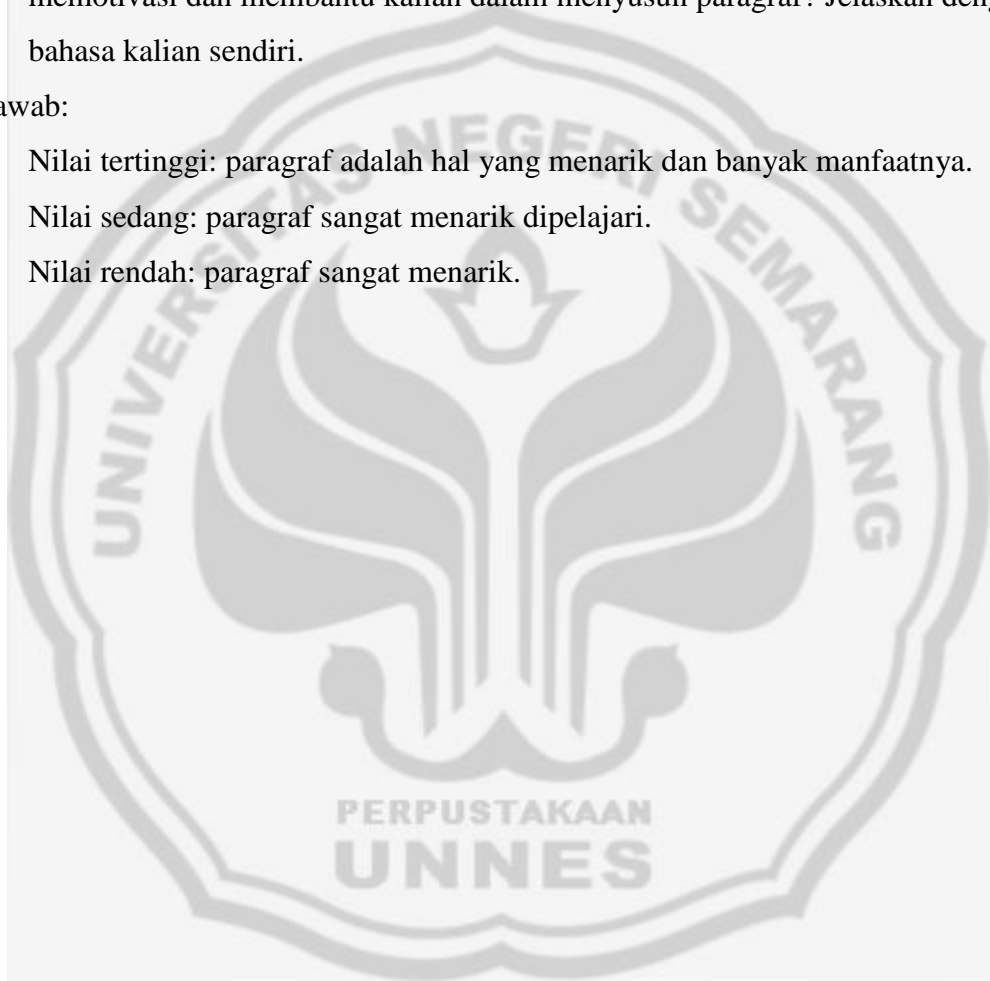 memotivasi dan membantu kalian dalam menyusun paragraf? Jelaskan
bahasa kalian sendiri.
awab:
Nilai tertinggi: paragraf adalah hal yang menarik dan banyak manfaatnya.
Nilai sedang: paragraf sangat menarik dipelajari.
Nilai rendah: paragraf sangat menarik.
UNIVERSITAS NEGERI SEMARANG
PERPUSTAKAAN
UNNES